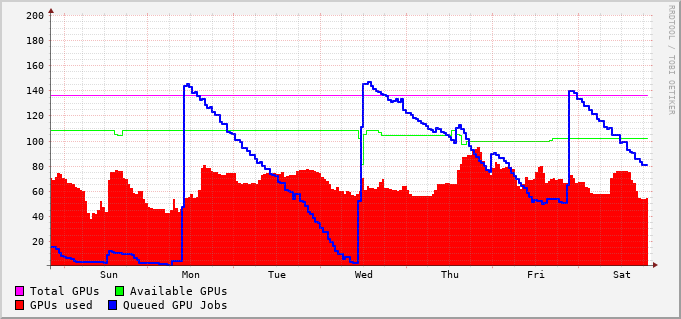 200
180
160
140
120
100
80
60
40
20
Sun Mon Tue Wed Thu Fri Sat
Total GPUs Available GPUs
GPUs used Queued GPU Jobs
RRDTOOL / TOBI OETIKER